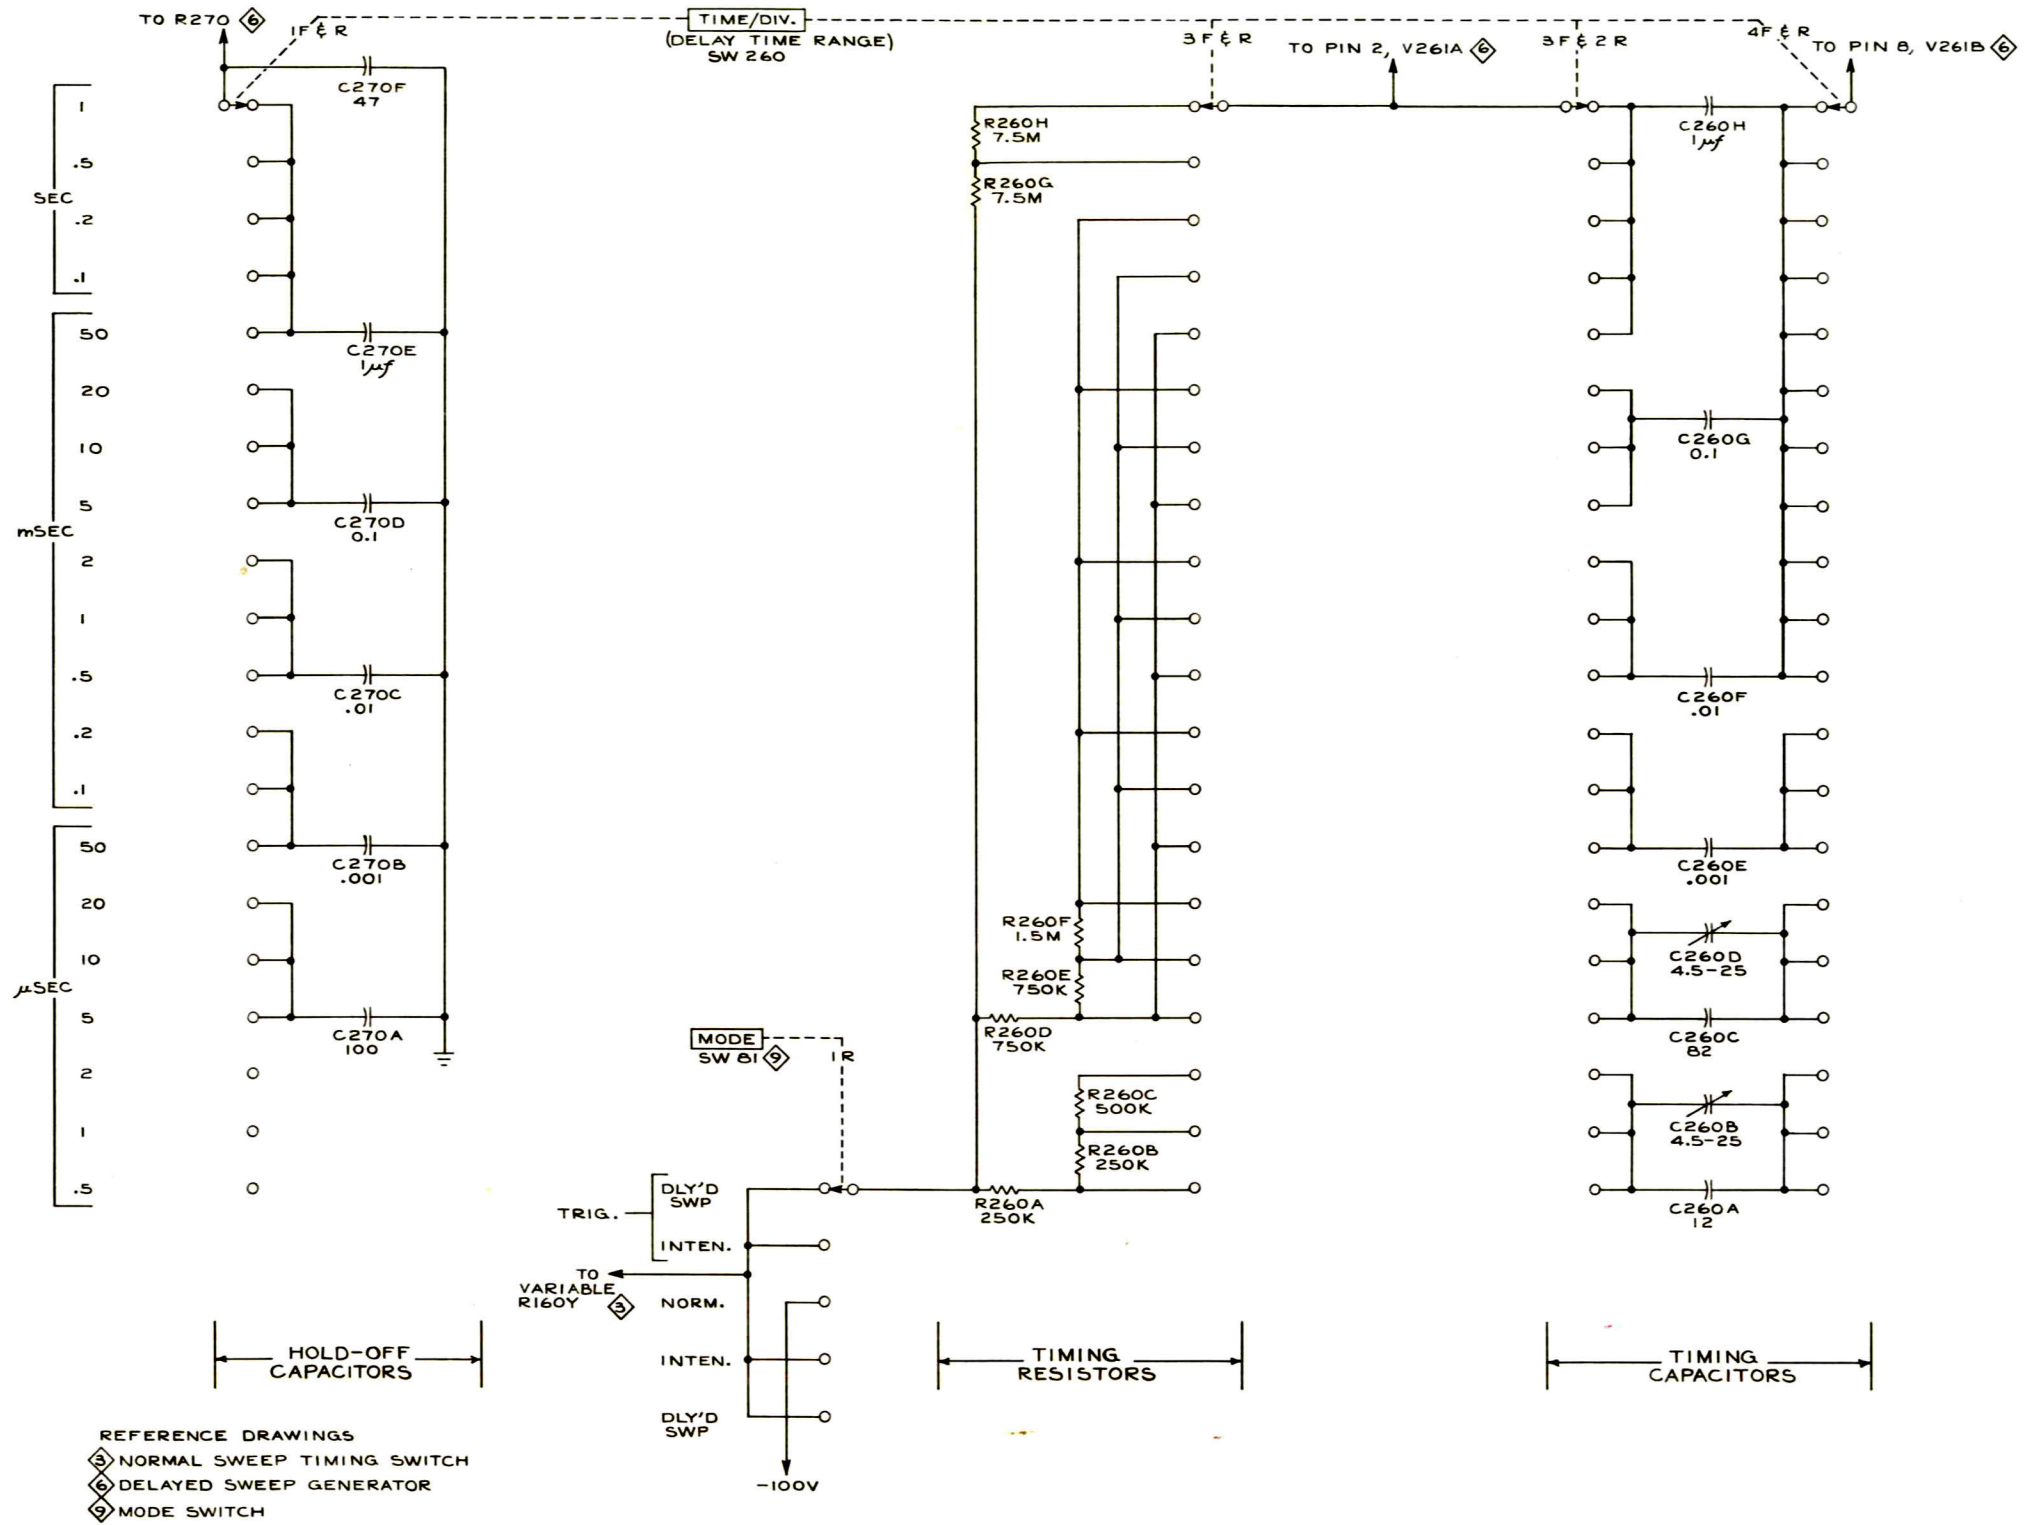 TO R270 6
1F & R
TIME/DIV.
(DELAY TIME RANGE)
SW 260
3 F & R
TO PIN 2, V261A 6
3 F & 2 R
4F & R
TO PIN 8, V261B 6
SEC
1
.5
.2
.1
mSEC
50
20
10
5
2
1
.5
.2
.1
µSEC
50
20
10
5
2
1
.5
C270F
47
C270E
1µf
C270D
0.1
C270C
.01
C270B
.001
C270A
100
R260H
7.5M
R260G
7.5M
R260F
1.5M
R260E
750K
R260D
750K
R260C
500K
R260B
250K
R260A
250K
C260H
1µf
C260G
0.1
C260F
.01
C260E
.001
C260D
4.5-25
C260C
82
C260B
4.5-25
C260A
12
MODE
SW 81 9
1R
TRIG.
DLY'D
SWP
INTEN.
TO
VARIABLE
R160Y 3
NORM.
INTEN.
DLY'D
SWP
-100V
HOLD-OFF
CAPACITORS
TIMING
RESISTORS
TIMING
CAPACITORS
REFERENCE DRAWINGS
3 NORMAL SWEEP TIMING SWITCH
6 DELAYED SWEEP GENERATOR
9 MODE SWITCH